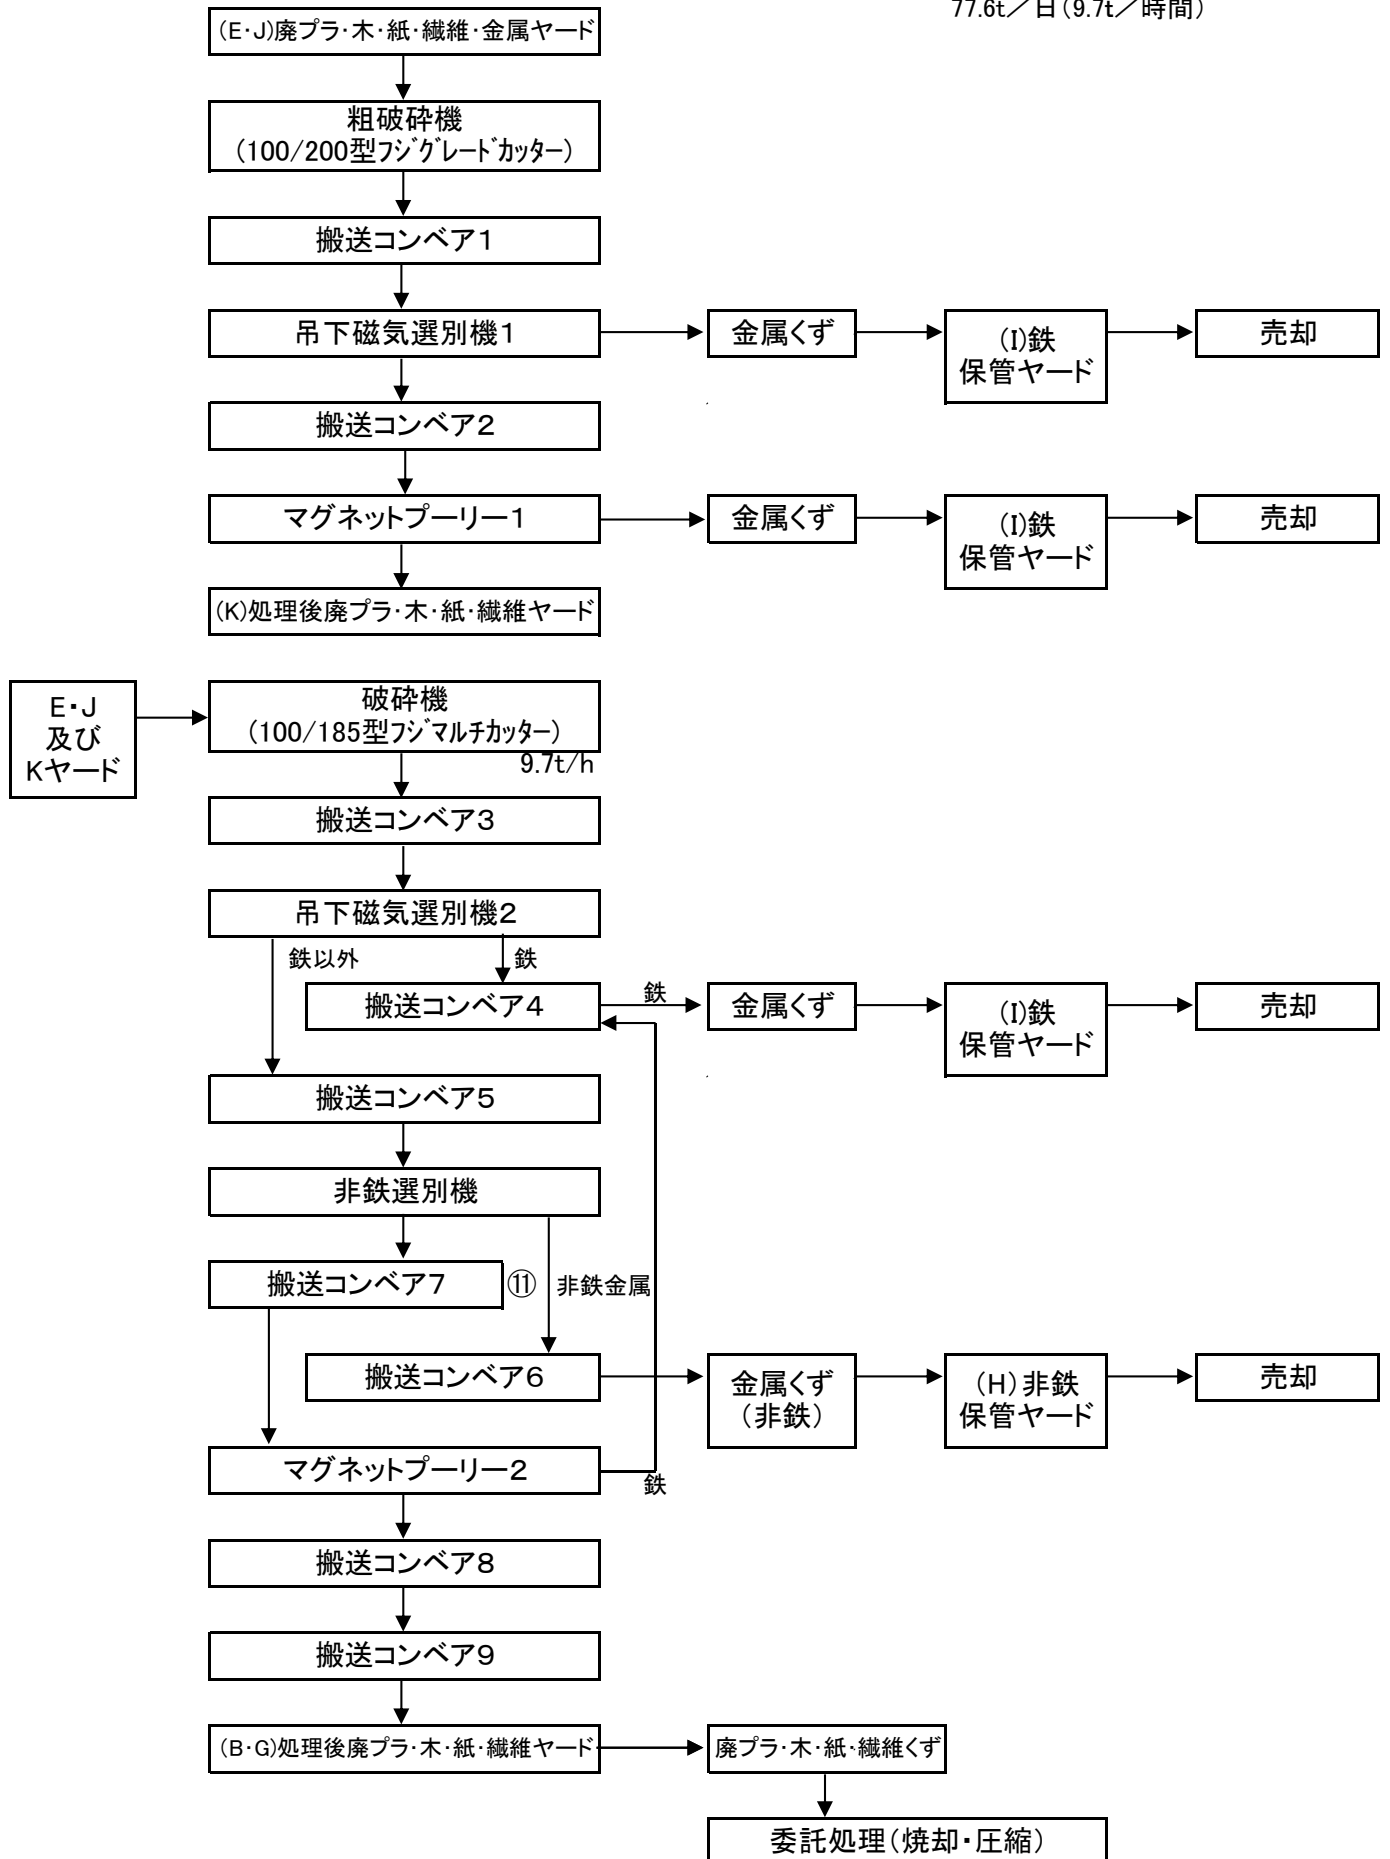 77.6t／日(9.7t／時間)
(E・J)廃プラ・木・紙・繊維・金属ヤード
粗破砕機
(100/200型ﾌｼﾞｸﾞﾚｰﾄﾞｶｯﾀｰ)
搬送コンベア1
吊下磁気選別機1
金属くず
(I)鉄
保管ヤード
売却
搬送コンベア2
マグネットプーリー1
金属くず
(I)鉄
保管ヤード
売却
(K)処理後廃プラ・木・紙・繊維ヤード
E・J
及び
Kヤード
破砕機
(100/185型ﾌｼﾞﾏﾙﾁｶｯﾀｰ)
9.7t/h
搬送コンベア3
吊下磁気選別機2
鉄以外
鉄
搬送コンベア4
鉄
金属くず
(I)鉄
保管ヤード
売却
搬送コンベア5
非鉄選別機
搬送コンベア7
⑪
非鉄金属
搬送コンベア6
金属くず
(非鉄)
(H)非鉄
保管ヤード
売却
マグネットプーリー2
鉄
搬送コンベア8
搬送コンベア9
(B・G)処理後廃プラ・木・紙・繊維ヤード
廃プラ・木・紙・繊維くず
委託処理(焼却・圧縮)